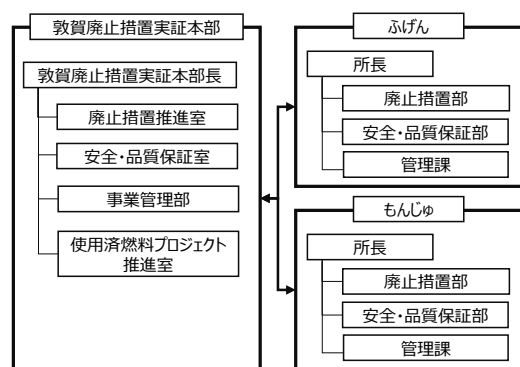 敦賀廃止措置実証本部
敦賀廃止措置実証本部長
廃止措置推進室
安全・品質保証室
事業管理部
使用済燃料プロジェクト
推進室
ふげん
所長
廃止措置部
安全・品質保証部
管理課
もんじゅ
所長
廃止措置部
安全・品質保証部
管理課